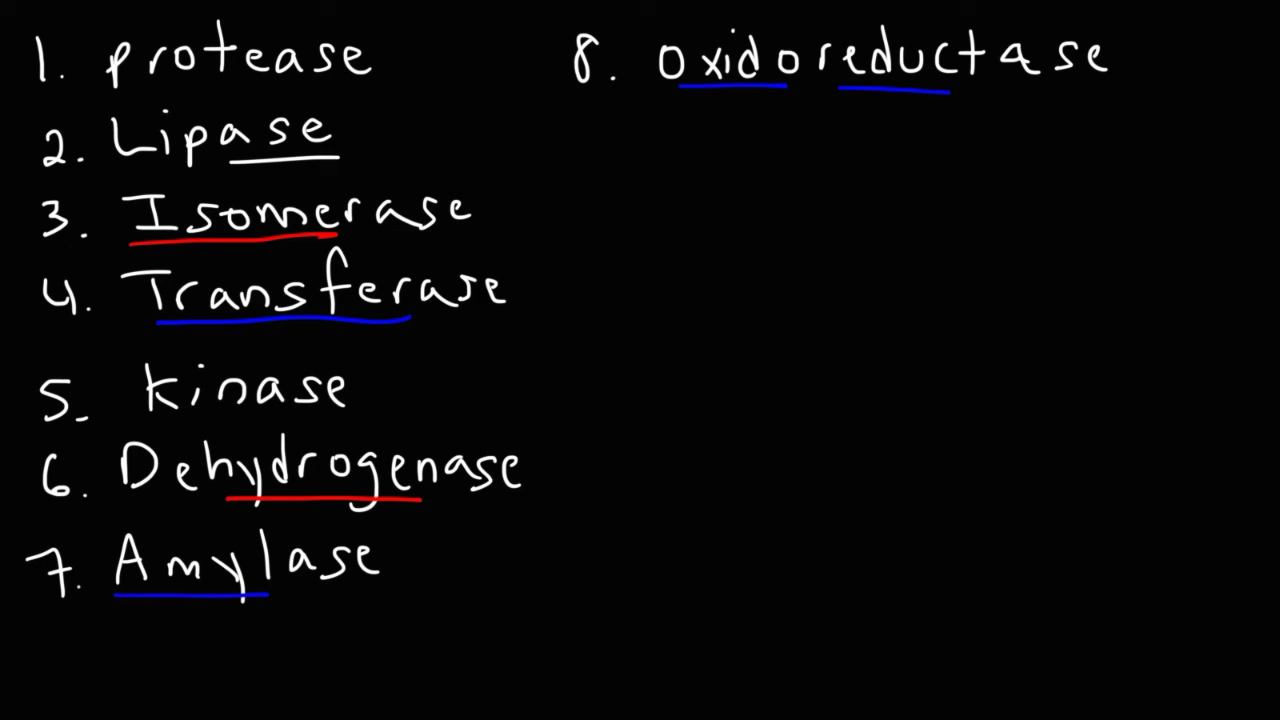 1. protease
2. Lipase
3. Isomerase
4. Transferase
5. kinase
6. Dehydrogenase
7. Amylase
8. oxidoreductase